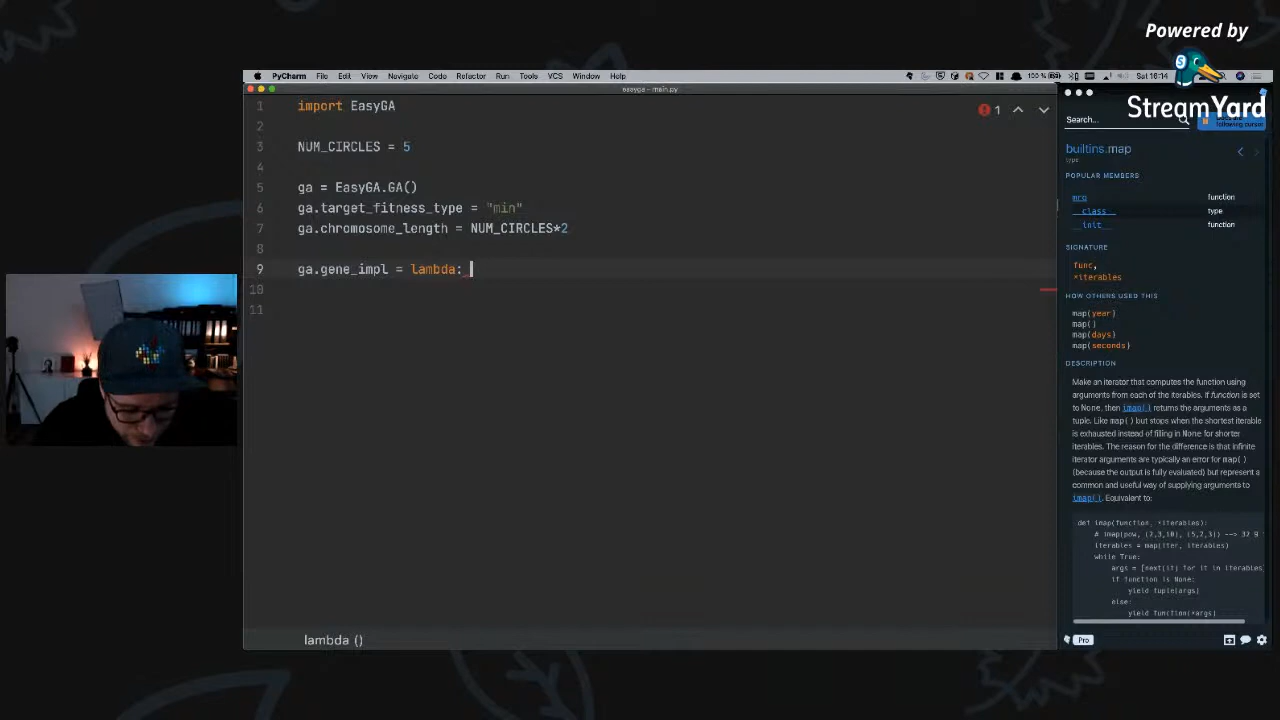 Powered by
StreamYard
PyCharm File Edit View Navigate Code Refactor Run Tools VCS Window Help
100 % Sat 16:14
easyga – main.py
1 import EasyGA
2
3 NUM_CIRCLES = 5
4
5 ga = EasyGA.GA()
6 ga.target_fitness_type = "min"
7 ga.chromosome_length = NUM_CIRCLES*2
8
9 ga.gene_impl = lambda:
10
11
1
lambda ()
Search...
following cursor
builtins.map
type
POPULAR MEMBERS
mro function
__class__ type
__init__ function
SIGNATURE
func,
*iterables
HOW OTHERS USED THIS
map(year)
map()
map(days)
map(seconds)
DESCRIPTION
Make an iterator that computes the function using
arguments from each of the iterables. If function is set
to None, then imap() returns the arguments as a
tuple. Like map() but stops when the shortest iterable
is exhausted instead of filling in None for shorter
iterables. The reason for the difference is that infinite
iterator arguments are typically an error for map()
(because the output is fully evaluated) but represent a
common and useful way of supplying arguments to
imap(). Equivalent to:
def imap(function, *iterables):
# imap(pow, (2,3,10), (5,2,3)) --> 32 9
iterables = map(iter, iterables)
while True:
args = [next(it) for it in iterables]
if function is None:
yield tuple(args)
else:
yield function(*args)
Pro